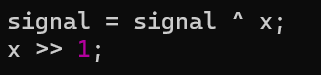 signal = signal ^ x;
x >> 1;